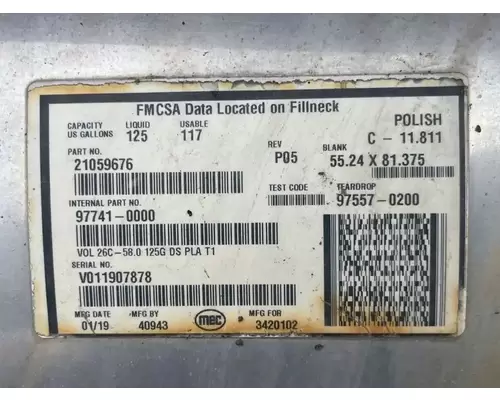 FMCSA Data Located on Fillneck
CAPACITY US GALLONS LIQUID 125 USABLE 117
POLISH C - 11.811
PART NO. 21059676
REV P05
BLANK 55.24 X 81.375
TEST CODE
TEARDROP 97557-0200
INTERNAL PART NO. 97741-0000
VOL 26C-58.0 125G DS PLA T1
SERIAL NO. V011907878
MFG DATE 01/19
MFG BY 40943
mec
MFG FOR 3420102